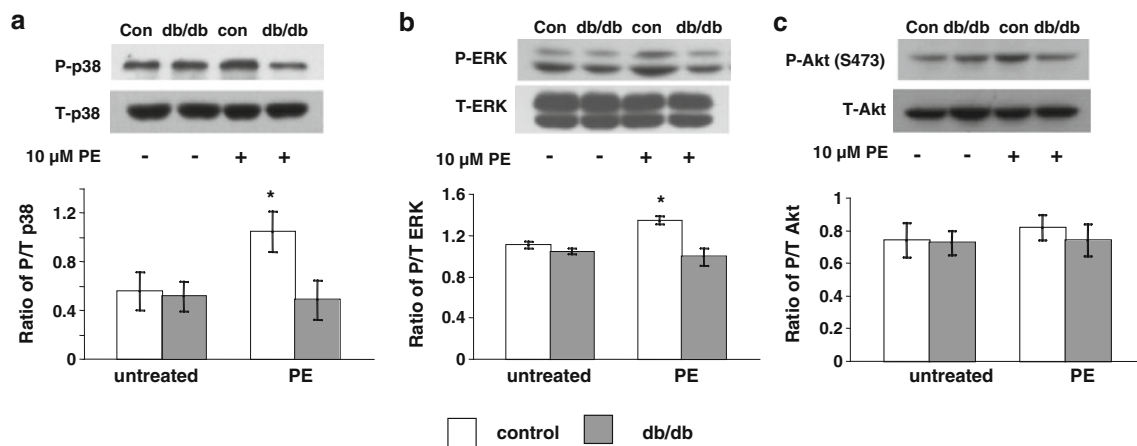 a
Con db/db con db/db
P-p38
T-p38
10 µM PE - - + +
Ratio of P/T p38
1.2
0.8
0.4
0
*
untreated PE
b
Con db/db con db/db
P-ERK
T-ERK
10 µM PE - - + +
Ratio of P/T ERK
1.6
1.2
0.8
0.4
0
*
untreated PE
c
Con db/db con db/db
P-Akt (S473)
T-Akt
10 µM PE - - + +
Ratio of P/T Akt
1
0.8
0.6
0.4
0.2
0
untreated PE
control db/db